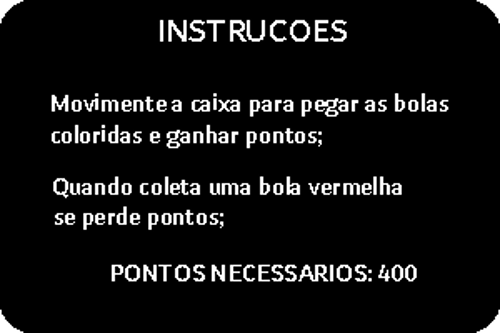 INSTRUCOES
Movimente a caixa para pegar as bolas
coloridas e ganhar pontos;
Quando coleta uma bola vermelha
se perde pontos;
PONTOS NECESSARIOS: 400